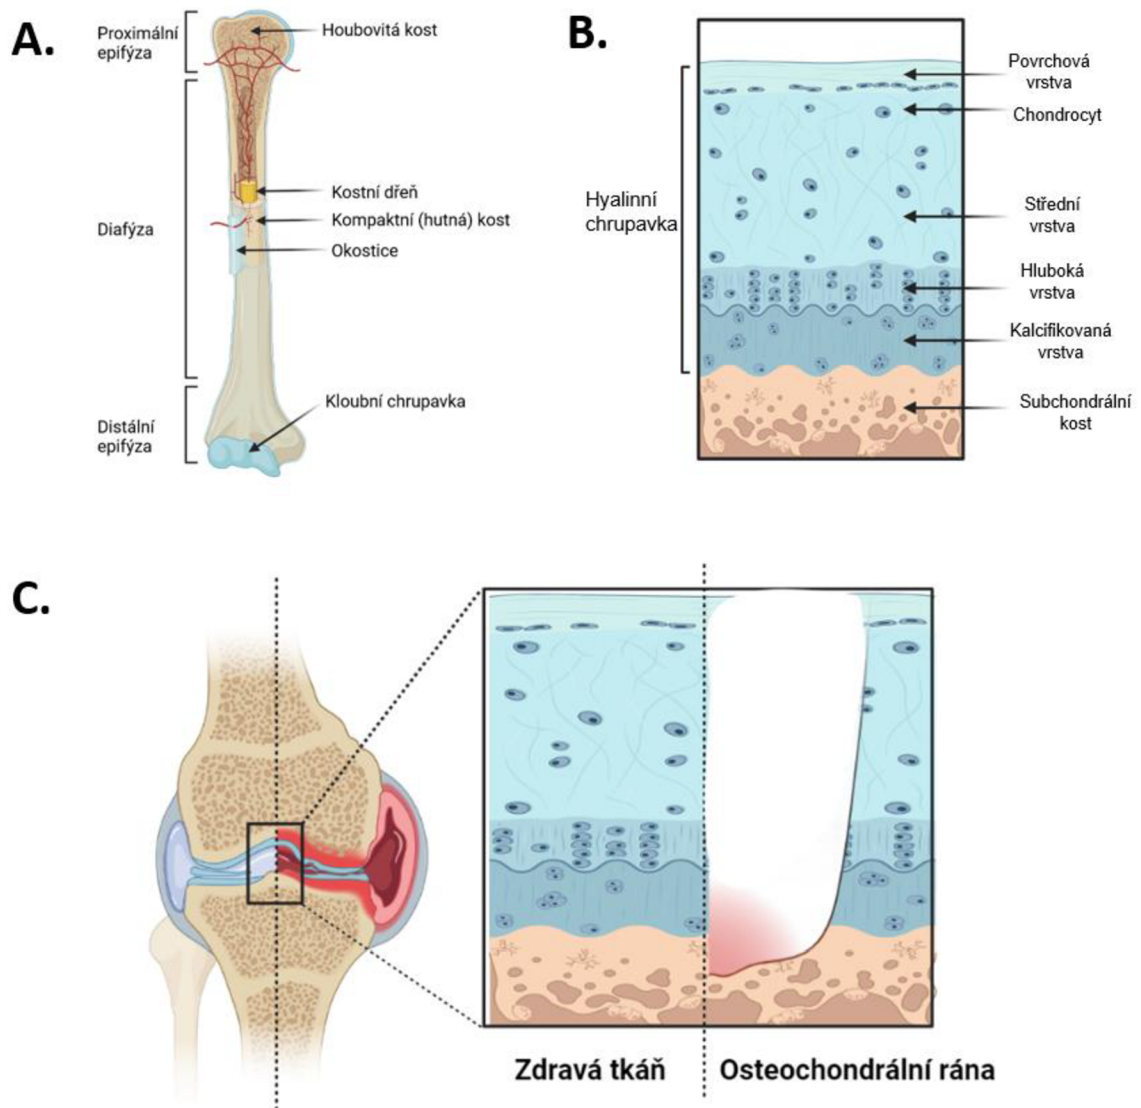 A.
Proximální
epifýza
Houbovitá kost
Diafýza
Kostní dřeň
Kompaktní (hutná) kost
Okostice
Distální
epifýza
Kloubní chrupavka
B.
Hyalinní
chrupavka
Povrchová
vrstva
Chondrocyt
Střední
vrstva
Hluboká
vrstva
Kalcifikovaná
vrstva
Subchondrální
kost
C.
Zdravá tkáň
Osteochondrální rána